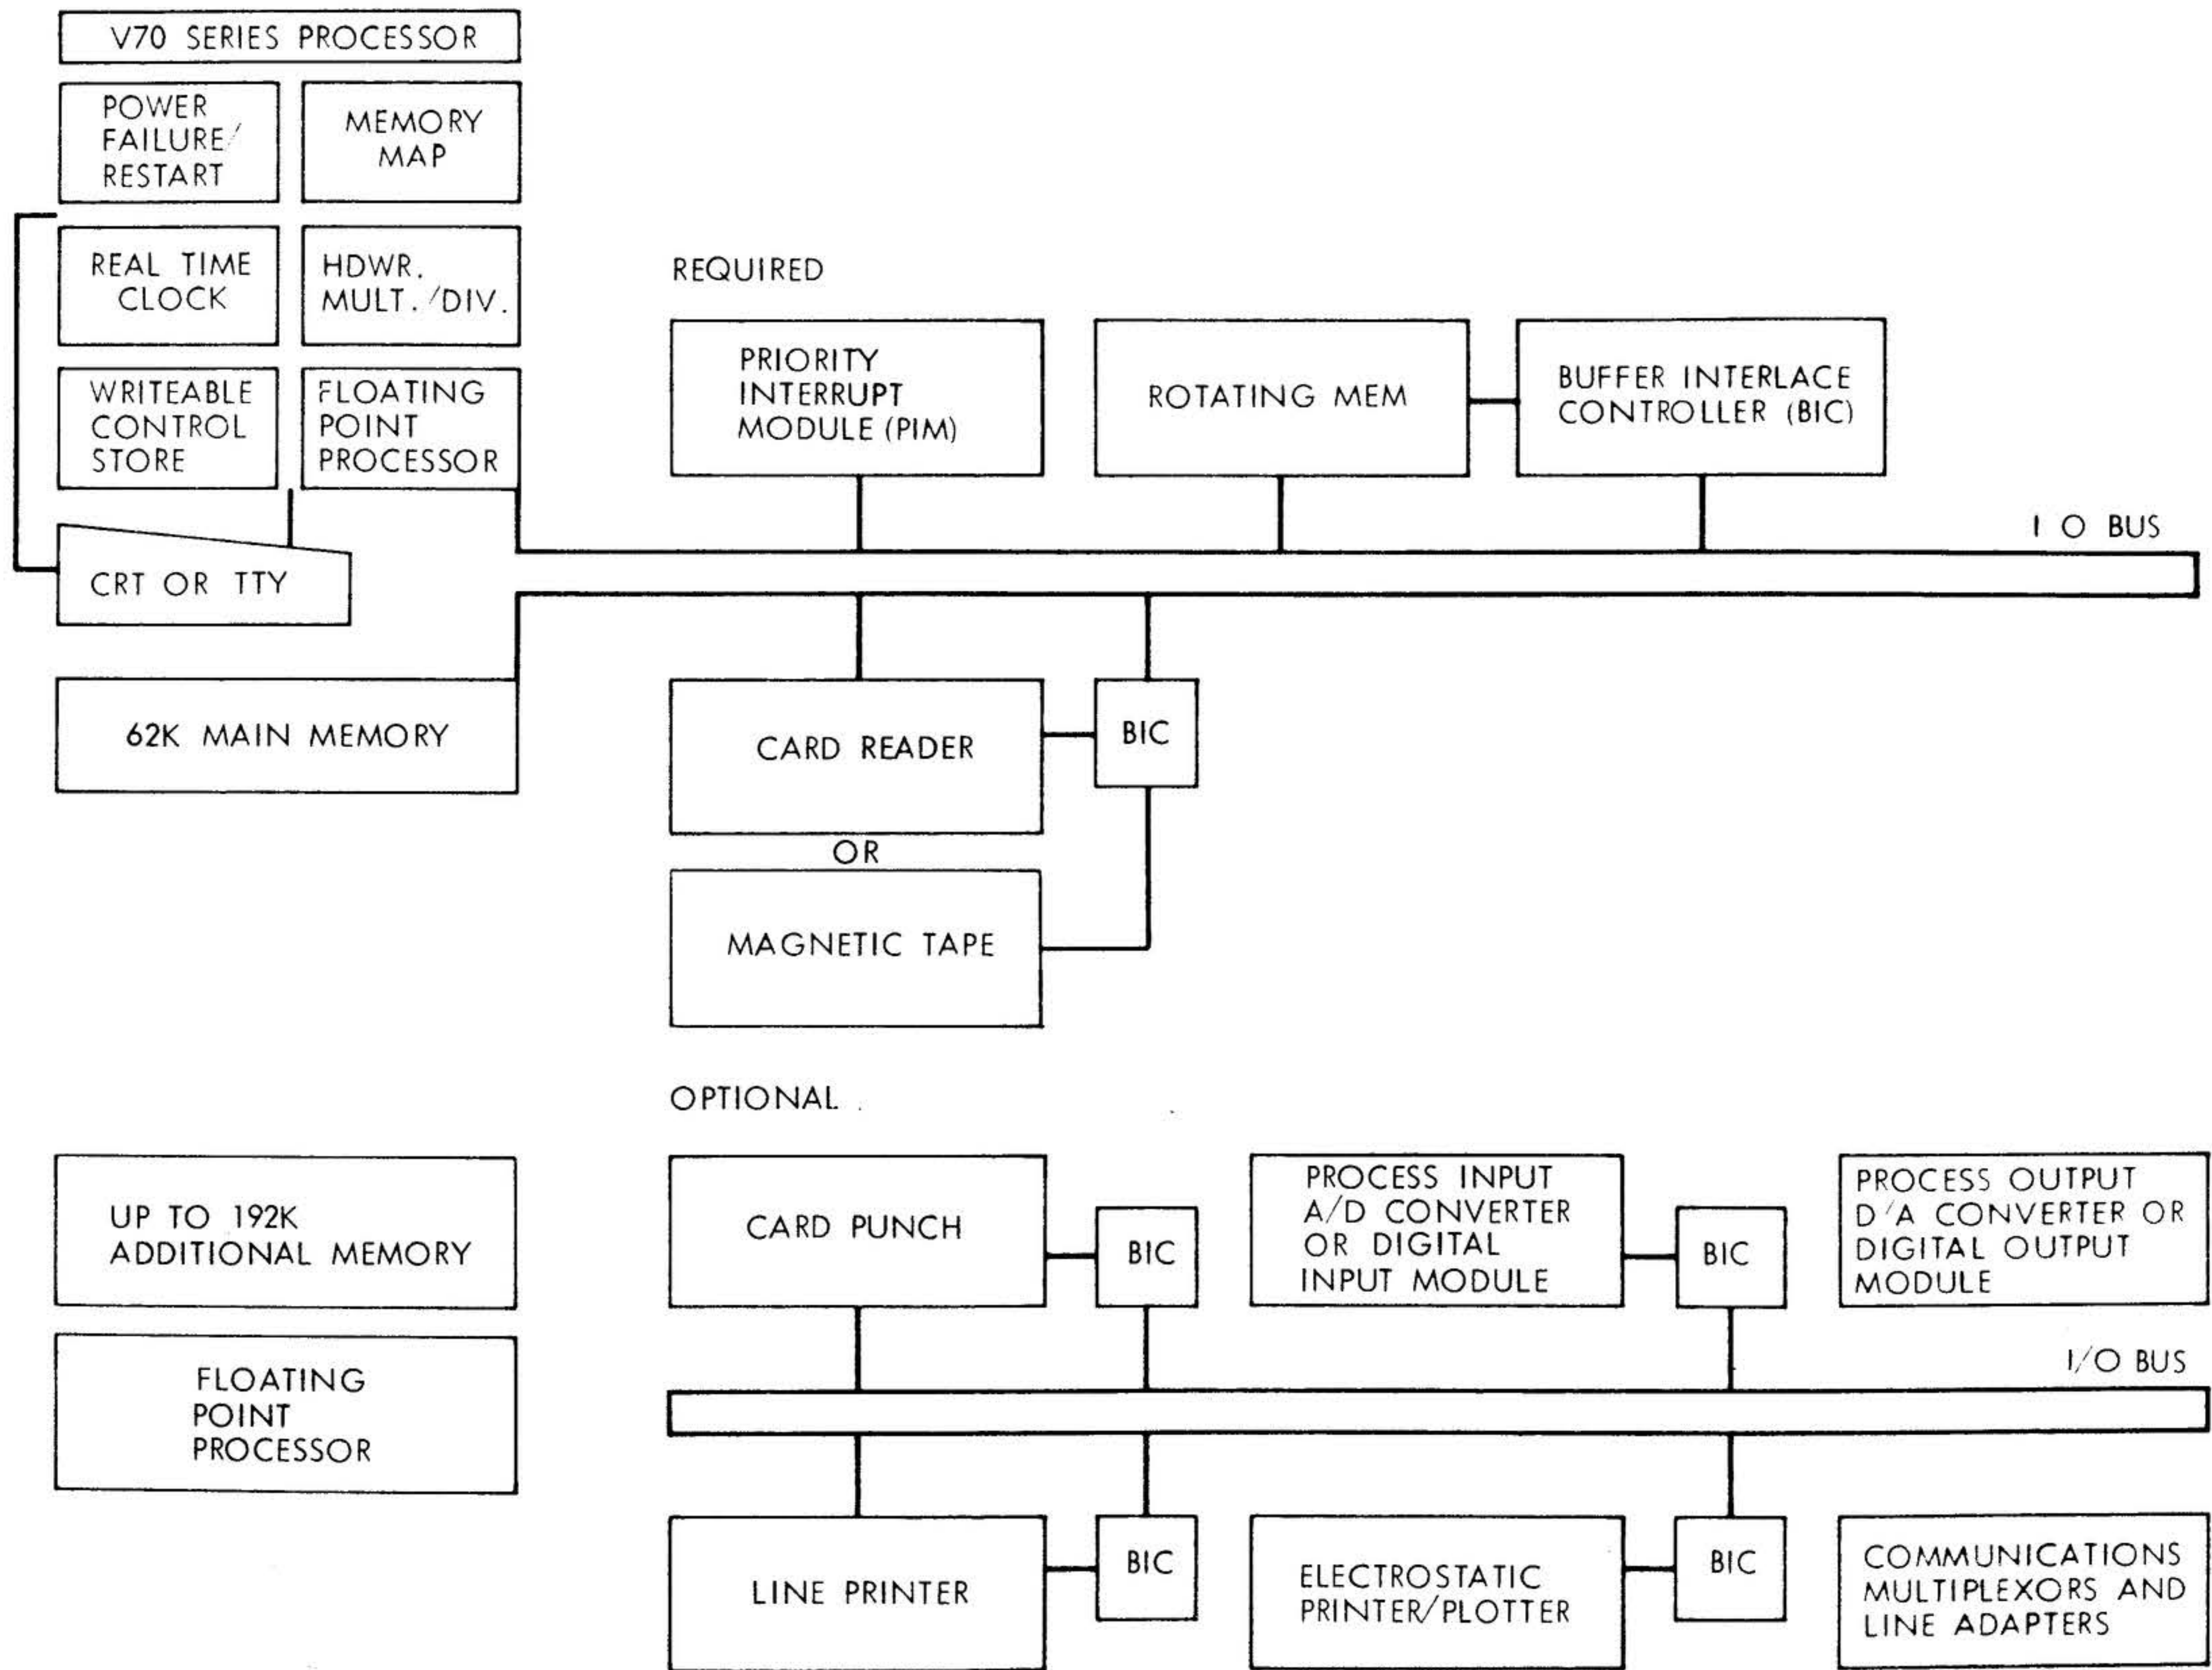 V70 SERIES PROCESSOR
POWER
FAILURE/
RESTART
MEMORY
MAP
REAL TIME
CLOCK
HDWR.
MULT./DIV.
WRITEABLE
CONTROL
STORE
FLOATING
POINT
PROCESSOR
CRT OR TTY
62K MAIN MEMORY
REQUIRED
PRIORITY
INTERRUPT
MODULE (PIM)
ROTATING MEM
BUFFER INTERLACE
CONTROLLER (BIC)
I O BUS
CARD READER
BIC
OR
MAGNETIC TAPE
OPTIONAL
UP TO 192K
ADDITIONAL MEMORY
FLOATING
POINT
PROCESSOR
CARD PUNCH
BIC
PROCESS INPUT
A/D CONVERTER
OR DIGITAL
INPUT MODULE
BIC
PROCESS OUTPUT
D/A CONVERTER OR
DIGITAL OUTPUT
MODULE
I/O BUS
LINE PRINTER
BIC
ELECTROSTATIC
PRINTER/PLOTTER
BIC
COMMUNICATIONS
MULTIPLEXORS AND
LINE ADAPTERS